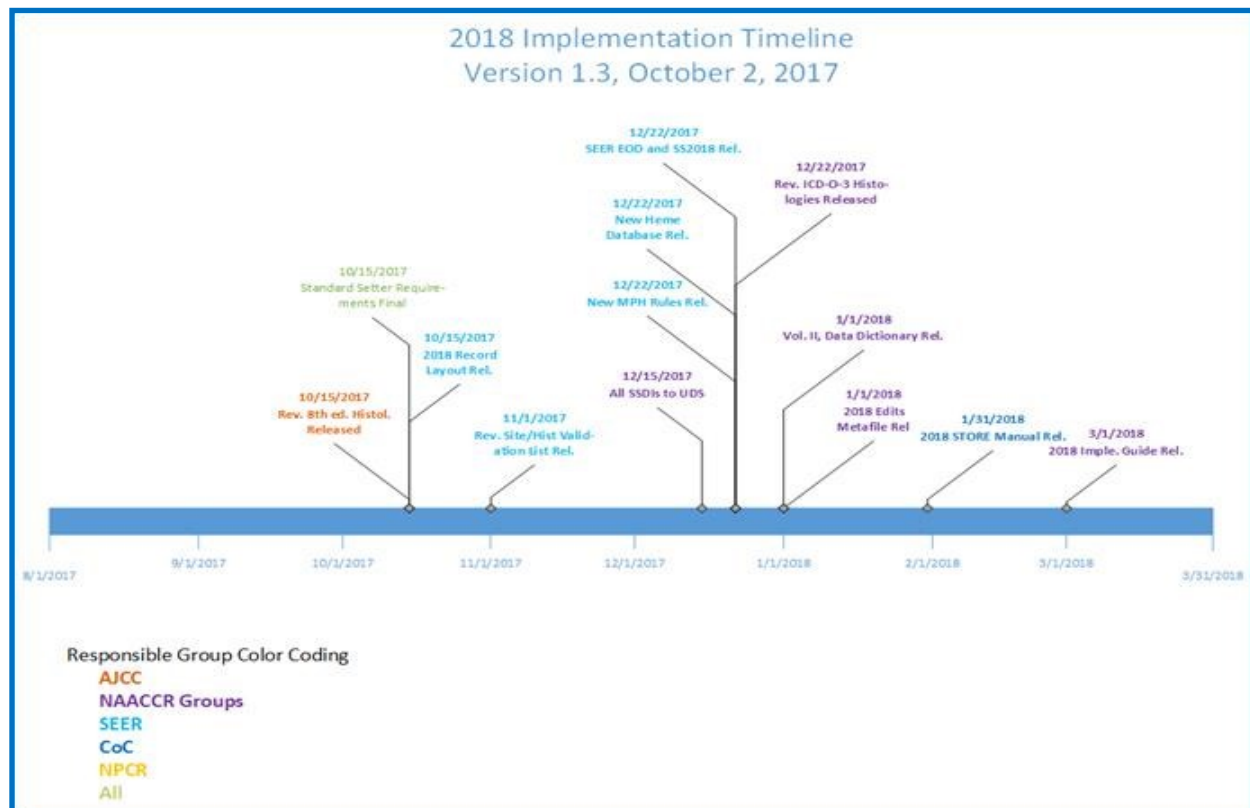 2018 Implementation Timeline
Version 1.3, October 2, 2017
12/22/2017
SEER EOD and SS2018 Rel.
12/22/2017
Rev. ICD-O-3 Histo-
logies Released
12/22/2017
New Heme
Database Rel.
10/15/2017
Standard Setter Require-
ments Final
12/22/2017
New MPH Rules Rel.
10/15/2017
2018 Record
Layout Rel.
1/1/2018
Vol. II, Data Dictionary Rel.
10/15/2017
Rev. 8th ed. Histol.
Released
11/1/2017
Rev. Site/Hist Valid-
ation List Rel.
12/15/2017
All SSDIs to UDS
1/1/2018
2018 Edits
Metafile Rel
1/31/2018
2018 STORE Manual Rel.
3/1/2018
2018 Imple. Guide Rel.
8/1/2017
9/1/2017
10/1/2017
11/1/2017
12/1/2017
1/1/2018
2/1/2018
3/1/2018
3/31/2018
Responsible Group Color Coding
AJCC
NAACCR Groups
SEER
CoC
NPCR
All